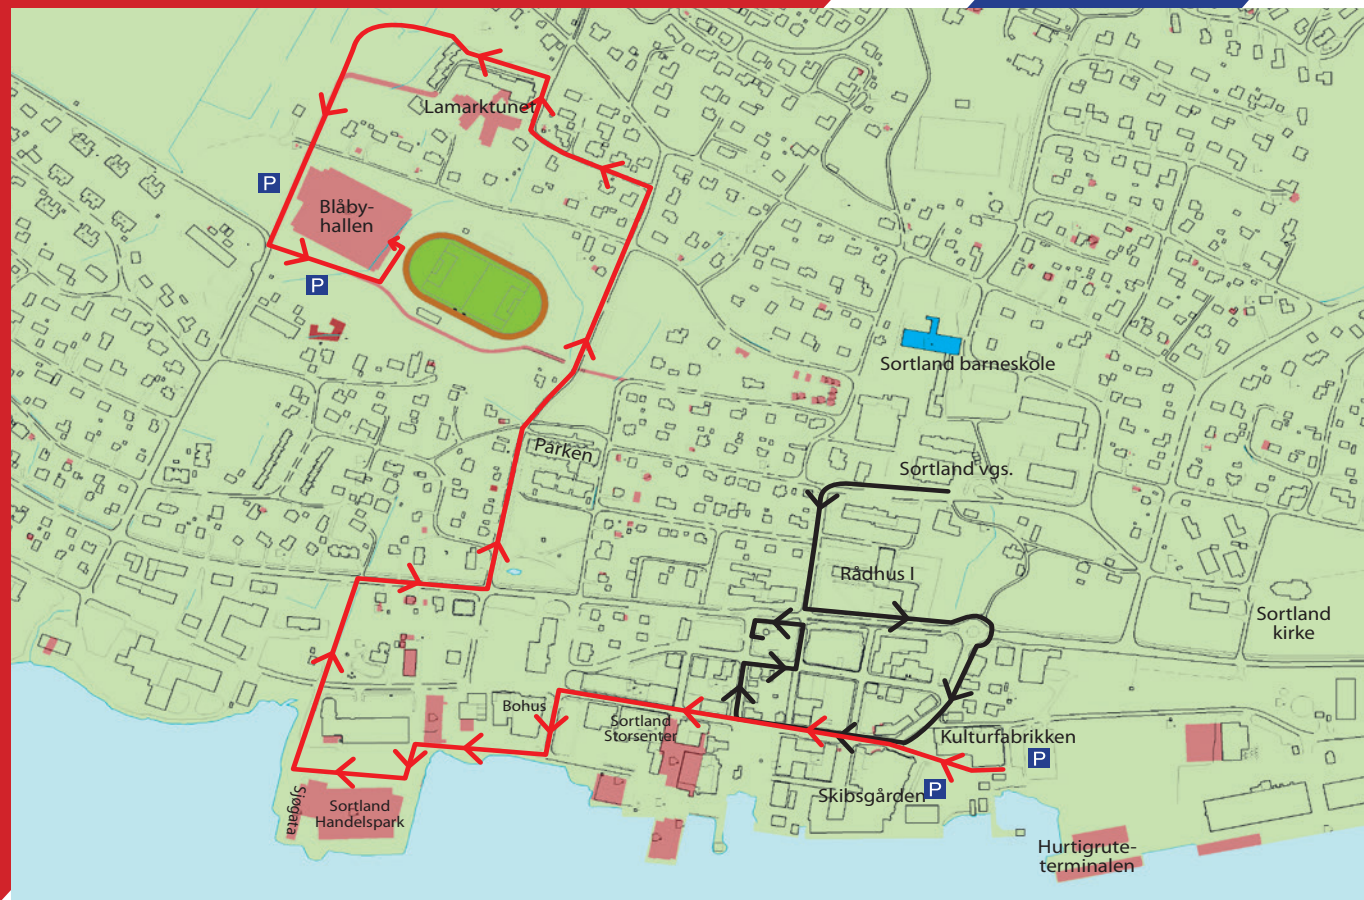 Lamarktunet
P
Blåby-
hallen
P
Sortland barneskole
Parken
Sortland vgs.
Rådhus I
Sortland
kirke
Bohus
Sortland
Storsenter
Kulturfabrikken
P
Skibsgården P
Sjøgata
Sortland
Handelspark
Hurtigrute-
terminalen